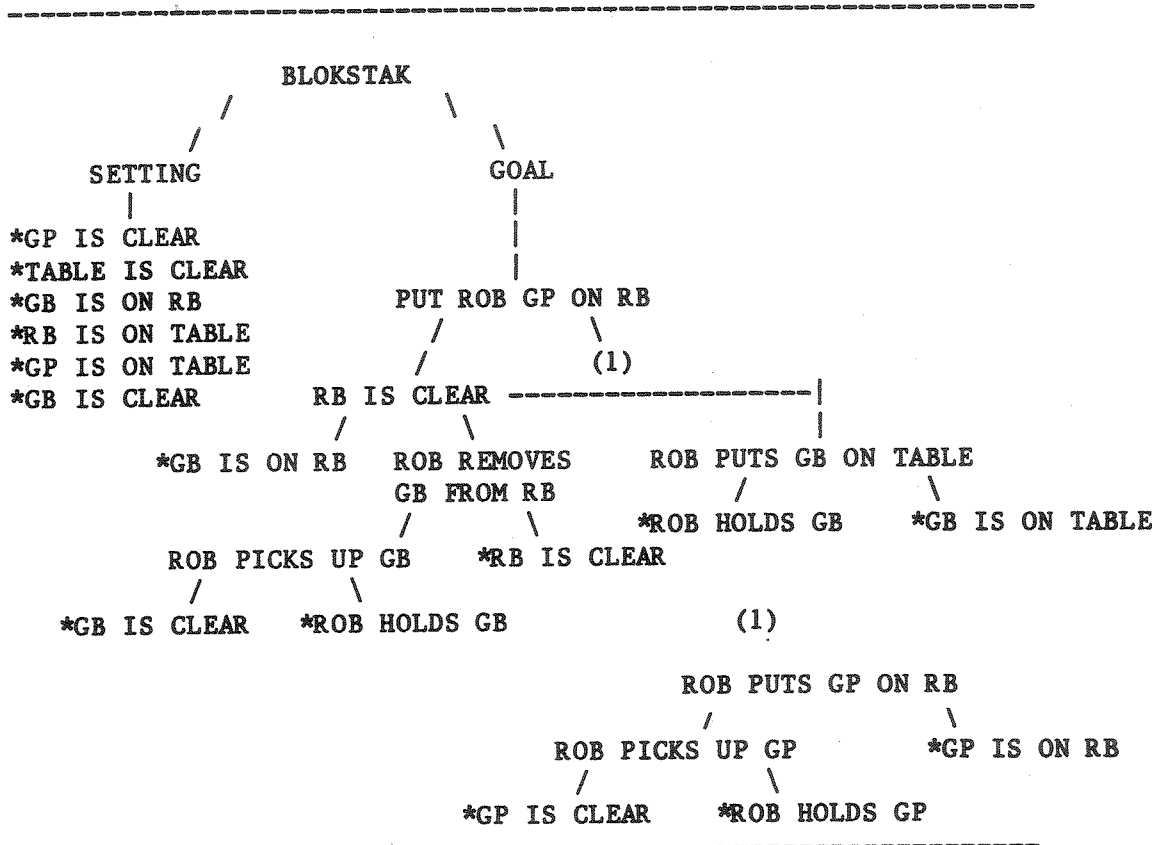 BLOKSTAK
SETTING GOAL
*GP IS CLEAR
*TABLE IS CLEAR
*GB IS ON RB PUT ROB GP ON RB
*RB IS ON TABLE
*GP IS ON TABLE (1)
*GB IS CLEAR RB IS CLEAR
*GB IS ON RB ROB REMOVES ROB PUTS GB ON TABLE
GB FROM RB
*ROB HOLDS GB *GB IS ON TABLE
ROB PICKS UP GB *RB IS CLEAR
*GB IS CLEAR *ROB HOLDS GB (1)
ROB PUTS GP ON RB
ROB PICKS UP GP *GP IS ON RB
*GP IS CLEAR *ROB HOLDS GP